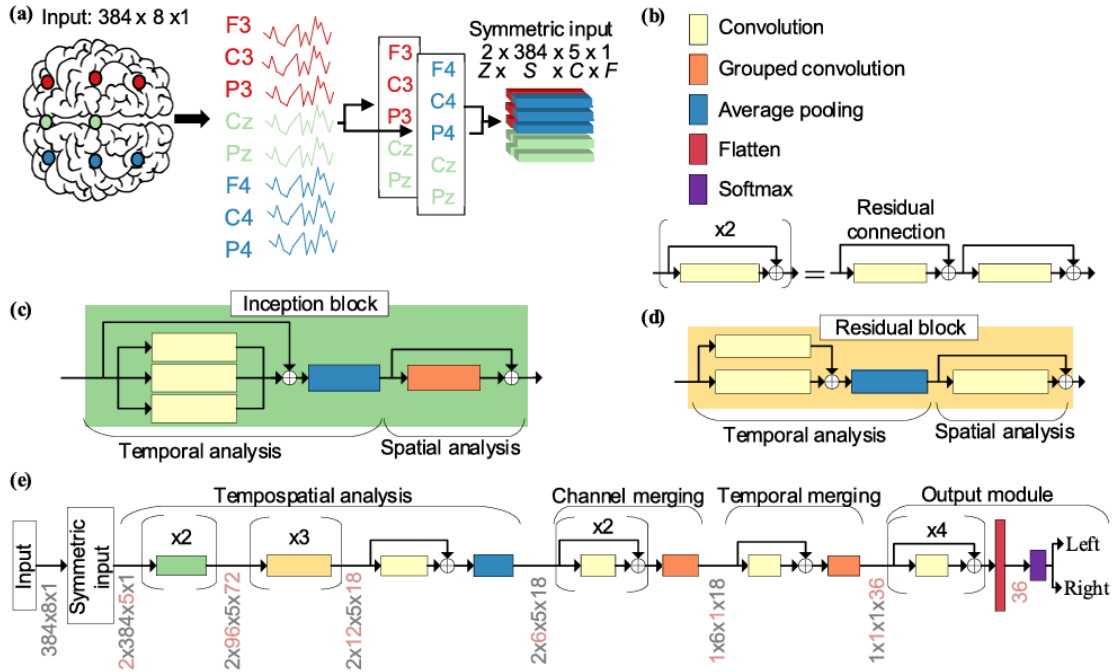 (a)
Input: 384 x 8 x1
F3
C3
P3
Cz
Pz
F4
C4
P4
F3
C3
P3
Cz
Pz
F4
C4
P4
Cz
Pz
Symmetric input
2 x 384 x 5 x 1
Z x S x C x F
(b)
Convolution
Grouped convolution
Average pooling
Flatten
Softmax
x2
=
Residual
connection
(c)
Inception block
Temporal analysis
Spatial analysis
(d)
Residual block
Temporal analysis
Spatial analysis
(e)
Tempospatial analysis
Channel merging
Temporal merging
Output module
Input
384x8x1
Symmetric
input
2x384x5x1
x2
2x96x5x72
x3
2x12x5x18
2x6x5x18
x2
1x6x1x18
1x1x1x36
x4
36
Left
Right